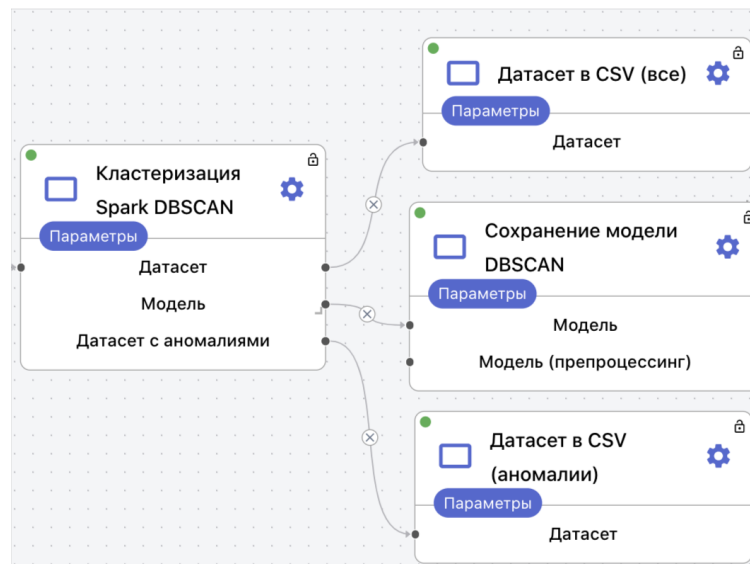 Кластеризация
Spark DBSCAN
Параметры
Датасет
Модель
Датасет с аномалиями
Датасет в CSV (все)
Параметры
Датасет
Сохранение модели
DBSCAN
Параметры
Модель
Модель (препроцессинг)
Датасет в CSV
(аномалии)
Параметры
Датасет